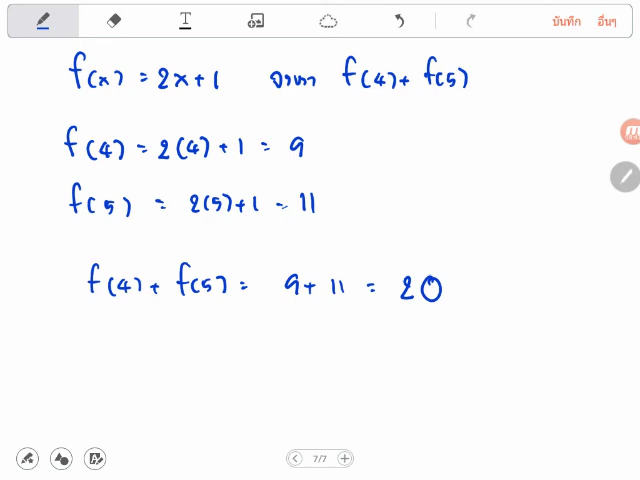 บันทึก อื่นๆ
f(x) = 2x+1 จงหา f(4)+ f(5)
f(4) = 2(4)+1 = 9
f(5) = 2(5)+1 = 11
f(4)+ f(5) = 9+ 11 = 20
7/7